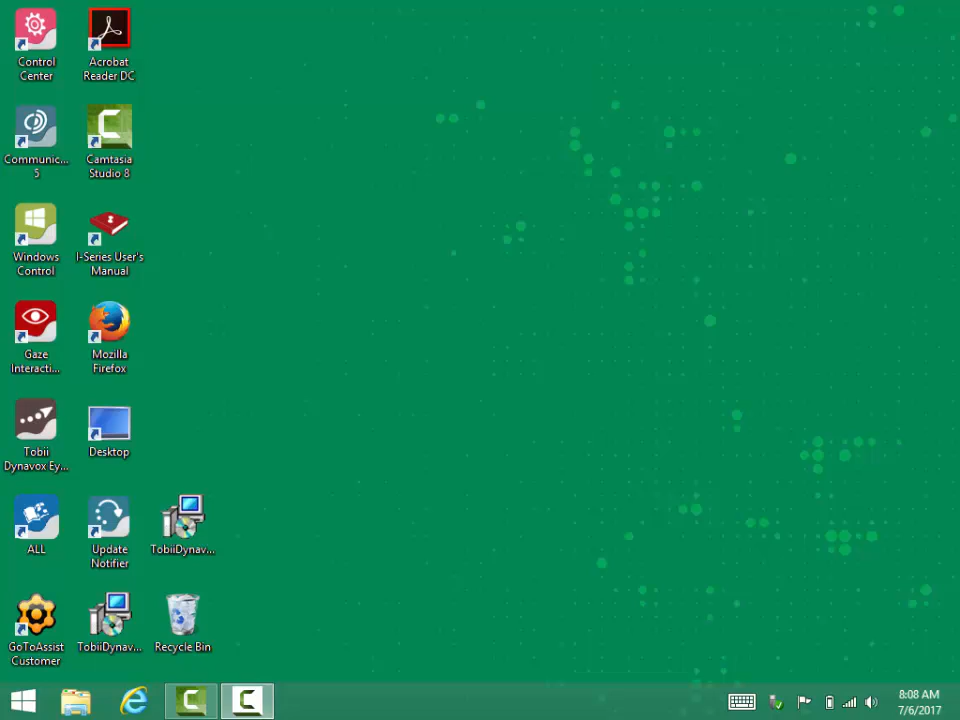 Control
Center
Acrobat
Reader DC
Communic...
5
Camtasia
Studio 8
Windows
Control
I-Series User's
Manual
Gaze
Interacti...
Mozilla
Firefox
Tobii
Dynavox Ey...
Desktop
ALL
Update
Notifier
TobiiDynav...
GoToAssist
Customer
TobiiDynav...
Recycle Bin
8:08 AM
7/6/2017